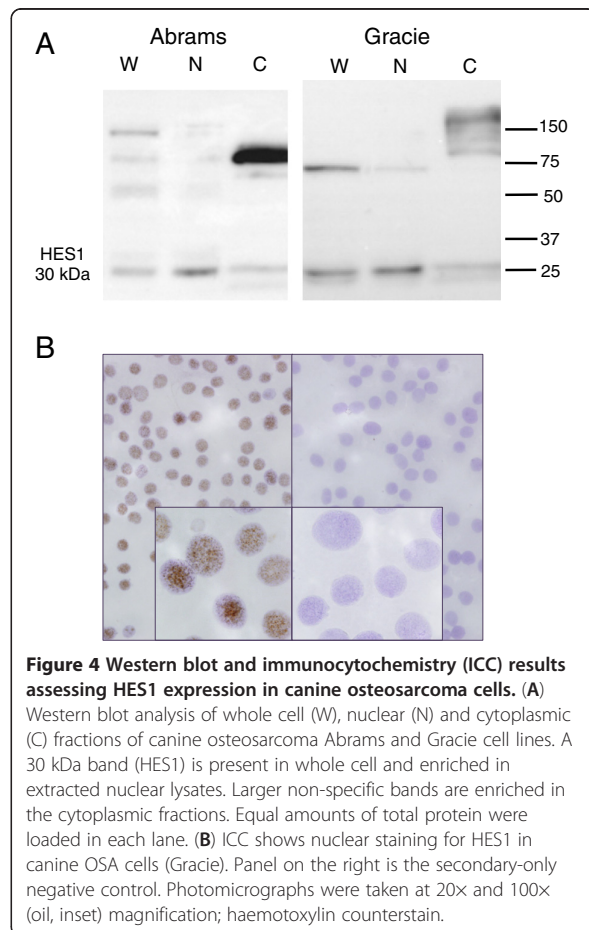 A
Abrams Gracie
W N C W N C
150
75
50
37
HES1
30 kDa
25
B
Figure 4 Western blot and immunocytochemistry (ICC) results
assessing HES1 expression in canine osteosarcoma cells. (A)
Western blot analysis of whole cell (W), nuclear (N) and cytoplasmic
(C) fractions of canine osteosarcoma Abrams and Gracie cell lines. A
30 kDa band (HES1) is present in whole cell and enriched in
extracted nuclear lysates. Larger non-specific bands are enriched in
the cytoplasmic fractions. Equal amounts of total protein were
loaded in each lane. (B) ICC shows nuclear staining for HES1 in
canine OSA cells (Gracie). Panel on the right is the secondary-only
negative control. Photomicrographs were taken at 20× and 100×
(oil, inset) magnification; haemotoxylin counterstain.